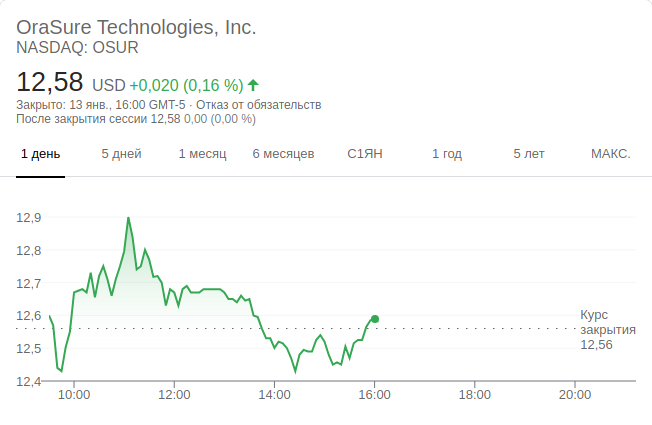 OraSure Technologies, Inc.
NASDAQ: OSUR
12,58 USD +0,020 (0,16 %)
Закрыто: 13 янв., 16:00 GMT-5 · Отказ от обязательств
После закрытия сессии 12,58 0,00 (0,00 %)
1 день 5 дней 1 месяц 6 месяцев С1ЯН 1 год 5 лет МАКС.
12,9
12,8
12,7
12,6
12,5
12,4
Курс
закрытия
12,56
10:00 12:00 14:00 16:00 18:00 20:00